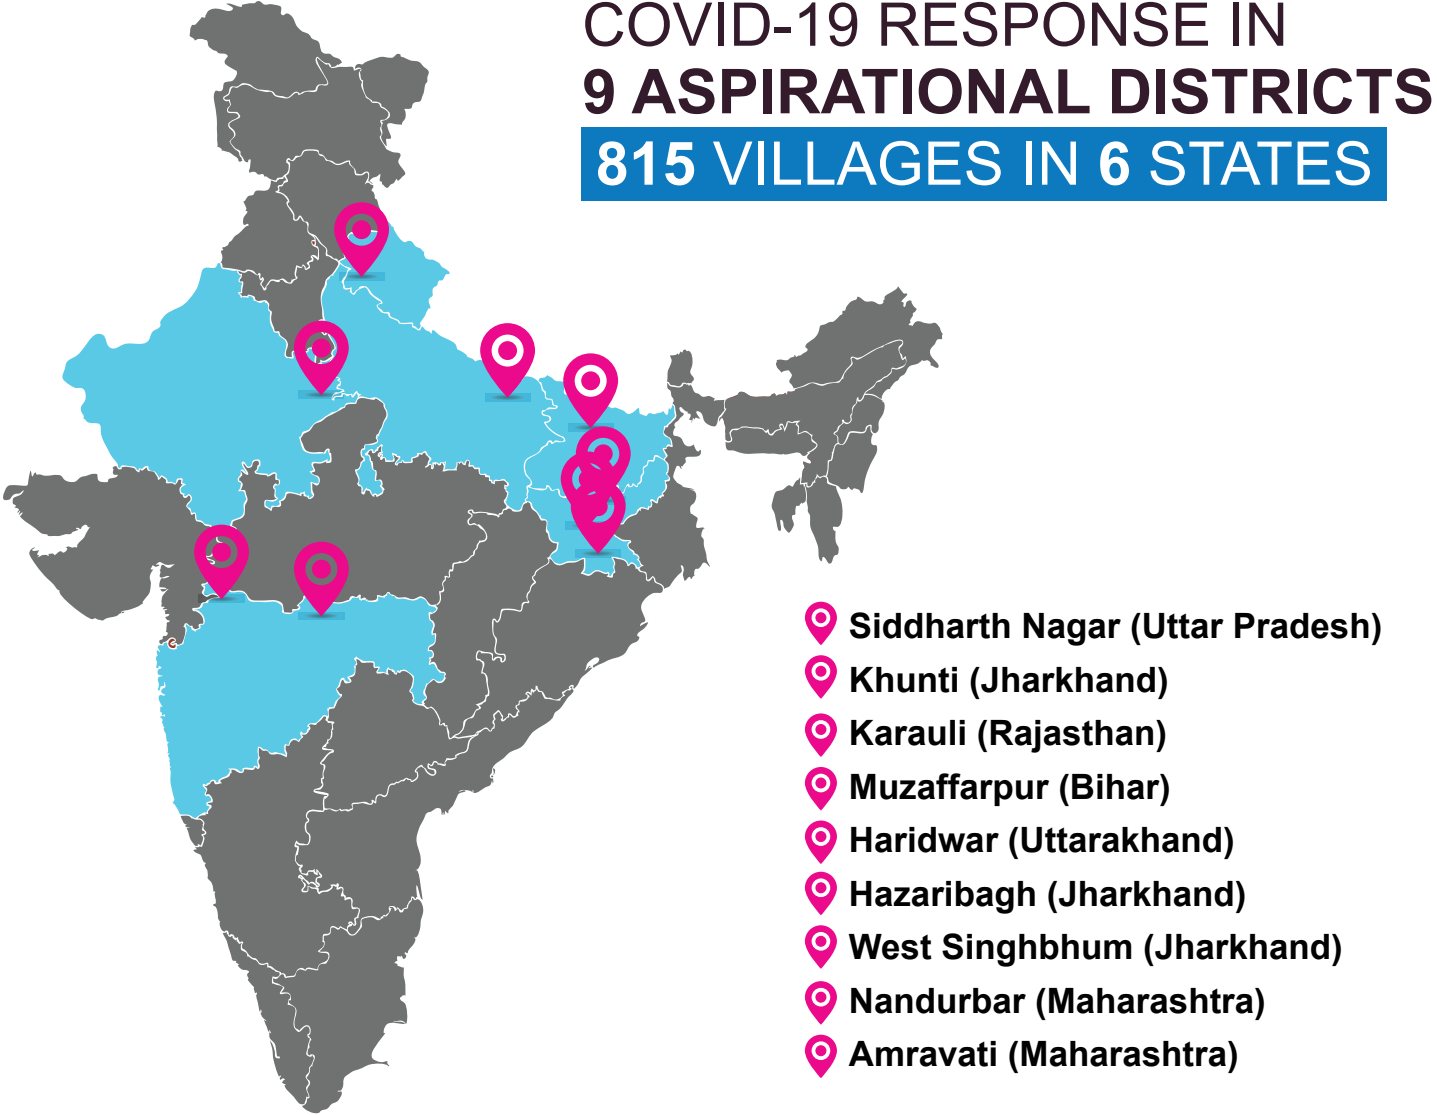 COVID-19 RESPONSE IN
9 ASPIRATIONAL DISTRICTS
815 VILLAGES IN 6 STATES
Siddharth Nagar (Uttar Pradesh)
Khunti (Jharkhand)
Karauli (Rajasthan)
Muzaffarpur (Bihar)
Haridwar (Uttarakhand)
Hazaribagh (Jharkhand)
West Singhbhum (Jharkhand)
Nandurbar (Maharashtra)
Amravati (Maharashtra)